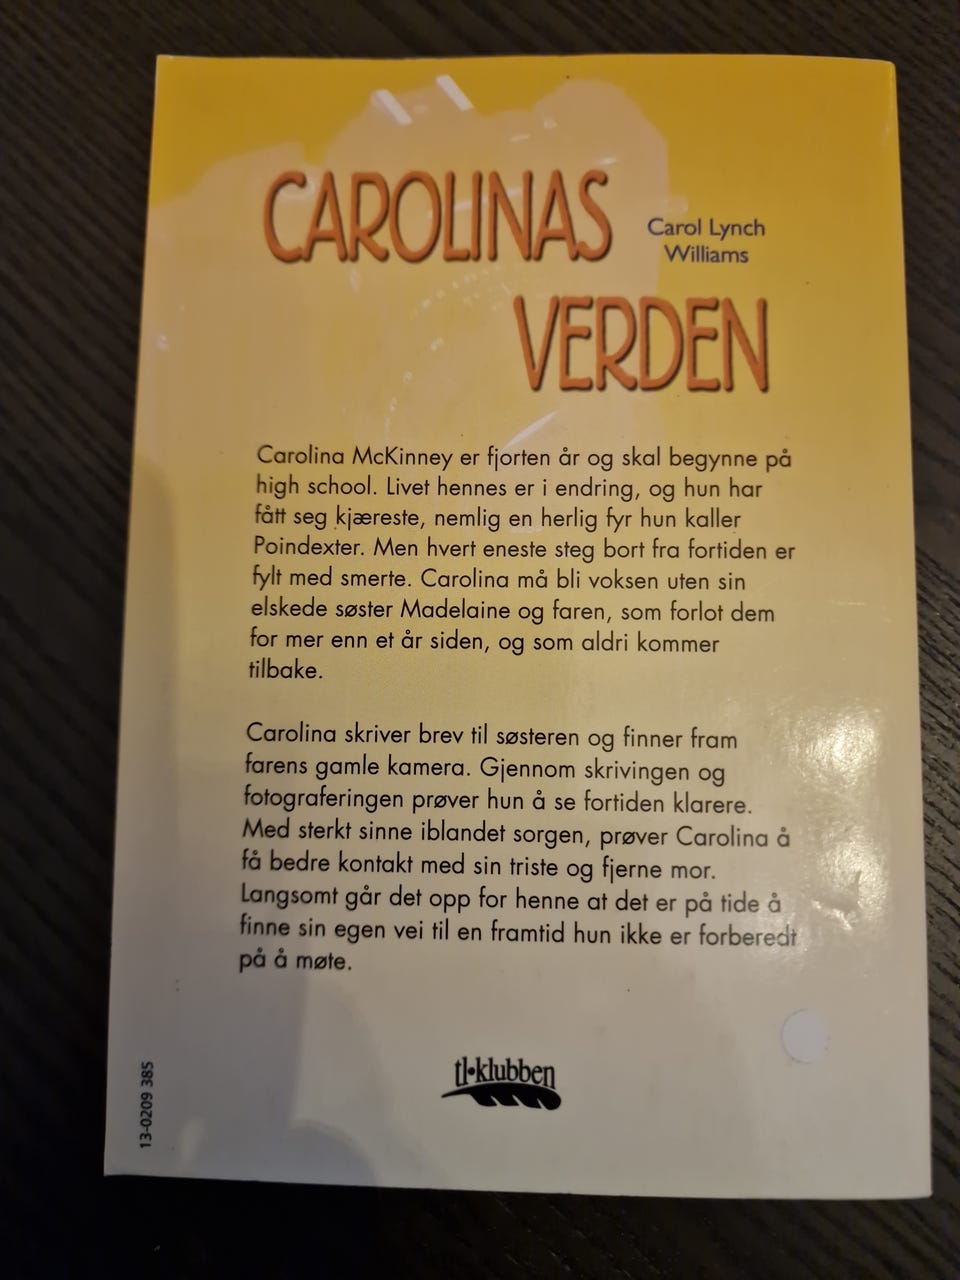 CAROLINAS
Carol Lynch
Williams
VERDEN
Carolina McKinney er fjorten år og skal begynne på
high school. Livet hennes er i endring, og hun har
fått seg kjæreste, nemlig en herlig fyr hun kaller
Poindexter. Men hvert eneste steg bort fra fortiden er
fylt med smerte. Carolina må bli voksen uten sin
elskede søster Madelaine og faren, som forlot dem
for mer enn et år siden, og som aldri kommer
tilbake.
Carolina skriver brev til søsteren og finner fram
farens gamle kamera. Gjennom skrivingen og
fotograferingen prøver hun å se fortiden klarere.
Med sterkt sinne iblandet sorgen, prøver Carolina å
få bedre kontakt med sin triste og fjerne mor.
Langsomt går det opp for henne at det er på tide å
finne sin egen vei til en framtid hun ikke er forberedt
på å møte.
tl•klubben
13-0209 385